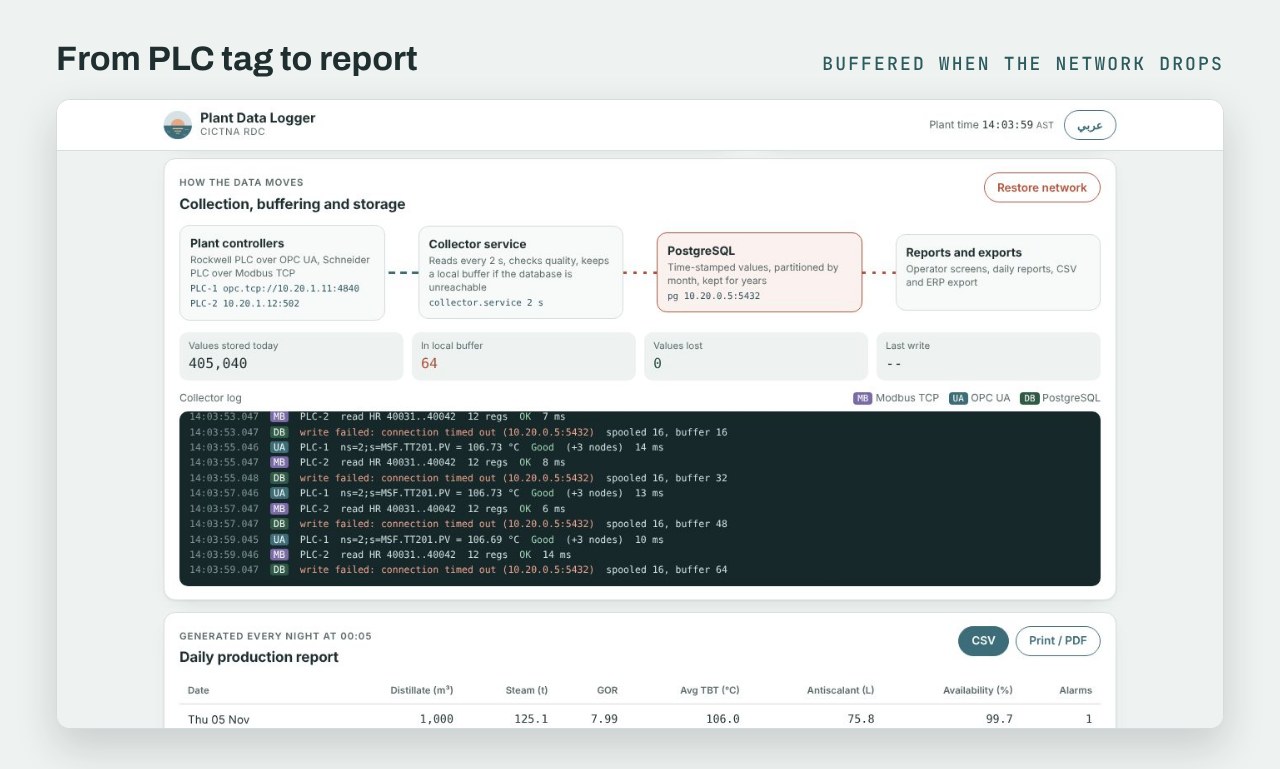 From PLC tag to report
BUFFERED WHEN THE NETWORK DROPS
Plant Data Logger
CICTNA RDC
Plant time 14:03:59 AST
عربي
HOW THE DATA MOVES
Collection, buffering and storage
Restore network
Plant controllers
Rockwell PLC over OPC UA, Schneider
PLC over Modbus TCP
PLC-1 opc.tcp://10.20.1.11:4840
PLC-2 10.20.1.12:502
Collector service
Reads every 2 s, checks quality, keeps
a local buffer if the database is
unreachable
collector.service 2 s
PostgreSQL
Time-stamped values, partitioned by
month, kept for years
pg 10.20.0.5:5432
Reports and exports
Operator screens, daily reports, CSV
and ERP export
Values stored today
405,040
In local buffer
64
Values lost
0
Last write
--
Collector log
MB Modbus TCP UA OPC UA DB PostgreSQL
14:03:53.047 MB PLC-2 read HR 40031..40042 12 regs OK 7 ms
14:03:53.047 DB write failed: connection timed out (10.20.0.5:5432) spooled 16, buffer 16
14:03:55.046 UA PLC-1 ns=2;s=MSF.TT201.PV = 106.73 °C Good (+3 nodes) 14 ms
14:03:55.047 MB PLC-2 read HR 40031..40042 12 regs OK 8 ms
14:03:55.048 DB write failed: connection timed out (10.20.0.5:5432) spooled 16, buffer 32
14:03:57.046 UA PLC-1 ns=2;s=MSF.TT201.PV = 106.73 °C Good (+3 nodes) 13 ms
14:03:57.047 MB PLC-2 read HR 40031..40042 12 regs OK 6 ms
14:03:57.047 DB write failed: connection timed out (10.20.0.5:5432) spooled 16, buffer 48
14:03:59.045 UA PLC-1 ns=2;s=MSF.TT201.PV = 106.69 °C Good (+3 nodes) 10 ms
14:03:59.046 MB PLC-2 read HR 40031..40042 12 regs OK 14 ms
14:03:59.047 DB write failed: connection timed out (10.20.0.5:5432) spooled 16, buffer 64
GENERATED EVERY NIGHT AT 00:05
Daily production report
CSV
Print / PDF
Date Distillate (m³) Steam (t) GOR Avg TBT (°C) Antiscalant (L) Availability (%) Alarms
Thu 05 Nov 1,000 125.1 7.99 106.0 75.8 99.7 1